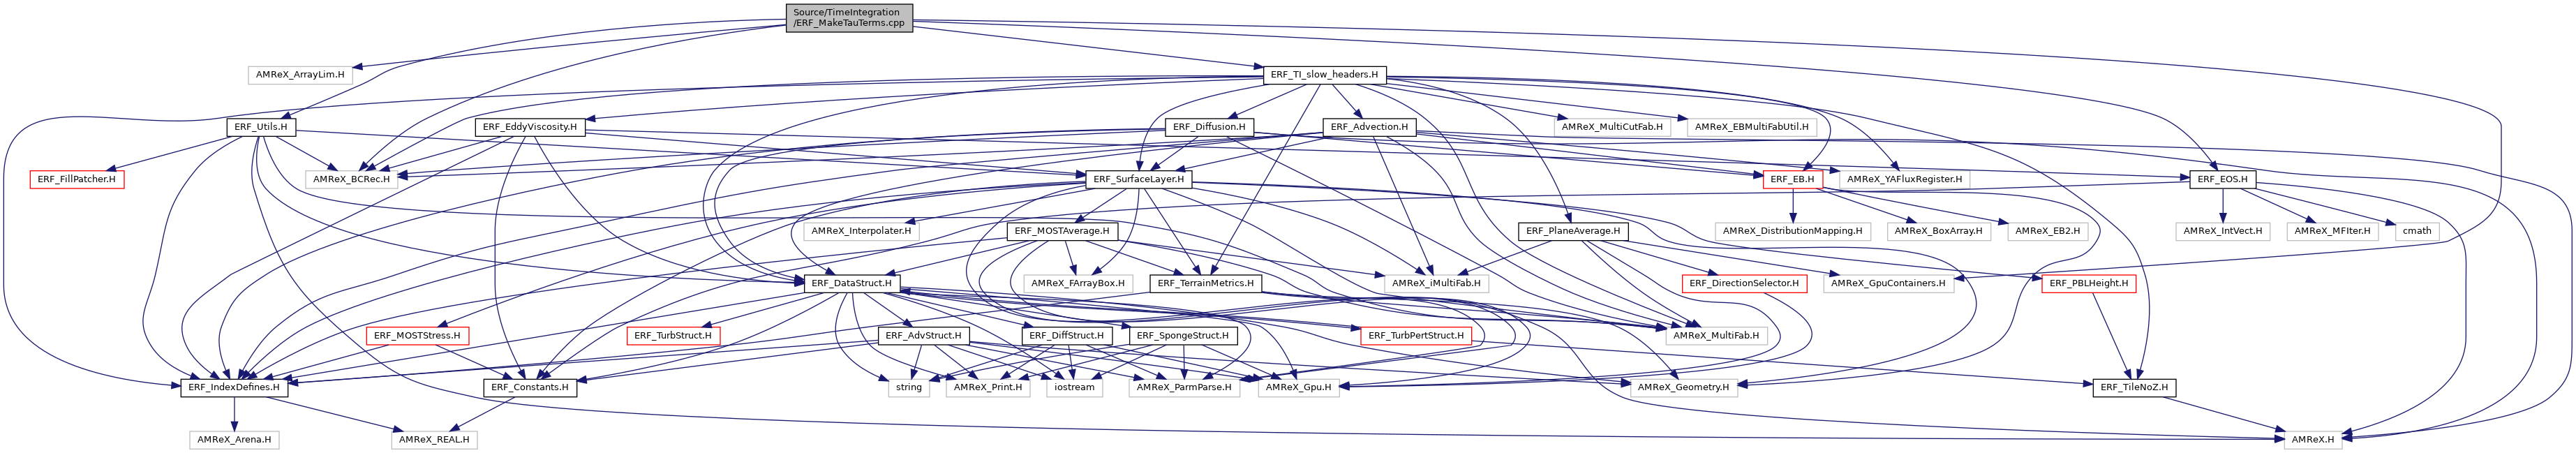 Source/TimeIntegration
/ERF_MakeTauTerms.cpp
AMReX_ArrayLim.H
ERF_TI_slow_headers.H
ERF_Utils.H
ERF_EddyViscosity.H
ERF_Diffusion.H
ERF_Advection.H
AMReX_MultiCutFab.H
AMReX_EBMultiFabUtil.H
ERF_FillPatcher.H
AMReX_BCRec.H
ERF_SurfaceLayer.H
ERF_EB.H
AMReX_YAFluxRegister.H
ERF_EOS.H
AMReX_Interpolater.H
ERF_MOSTAverage.H
ERF_PlaneAverage.H
AMReX_DistributionMapping.H
AMReX_BoxArray.H
AMReX_EB2.H
AMReX_IntVect.H
AMReX_MFIter.H
cmath
ERF_DataStruct.H
AMReX_FArrayBox.H
ERF_TerrainMetrics.H
AMReX_iMultiFab.H
ERF_DirectionSelector.H
AMReX_GpuContainers.H
ERF_PBLHeight.H
ERF_MOSTStress.H
ERF_TurbStruct.H
ERF_AdvStruct.H
ERF_DiffStruct.H
ERF_SpongeStruct.H
ERF_TurbPertStruct.H
AMReX_MultiFab.H
ERF_IndexDefines.H
ERF_Constants.H
string
AMReX_Print.H
iostream
AMReX_ParmParse.H
AMReX_Gpu.H
AMReX_Geometry.H
ERF_TileNoZ.H
AMReX_Arena.H
AMReX_REAL.H
AMReX.H